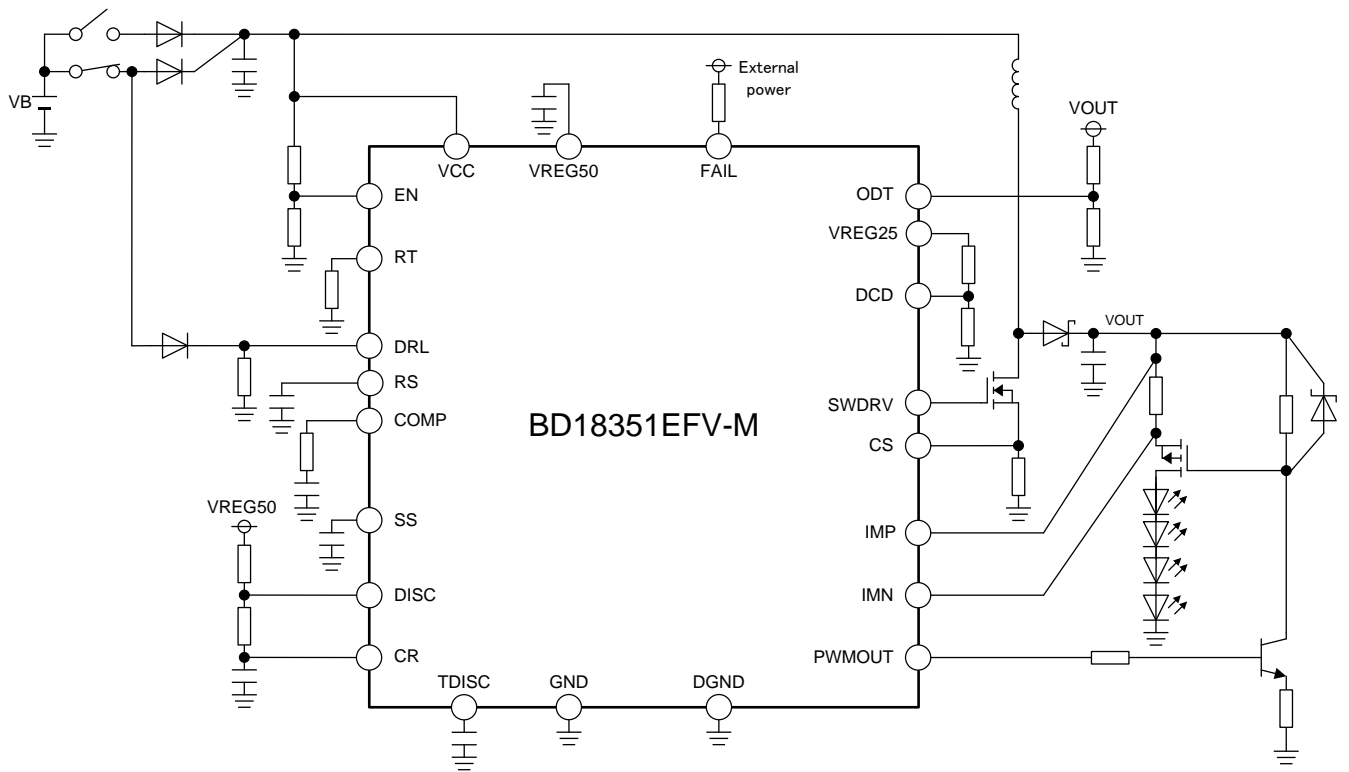 External
power
VB
VOUT
VCC
VREG50
FAIL
EN
ODT
VREG25
RT
DCD
DRL
VOUT
RS
SWDRV
COMP
BD18351EFV-M
CS
VREG50
SS
IMP
DISC
IMN
CR
PWMOUT
TDISC
GND
DGND